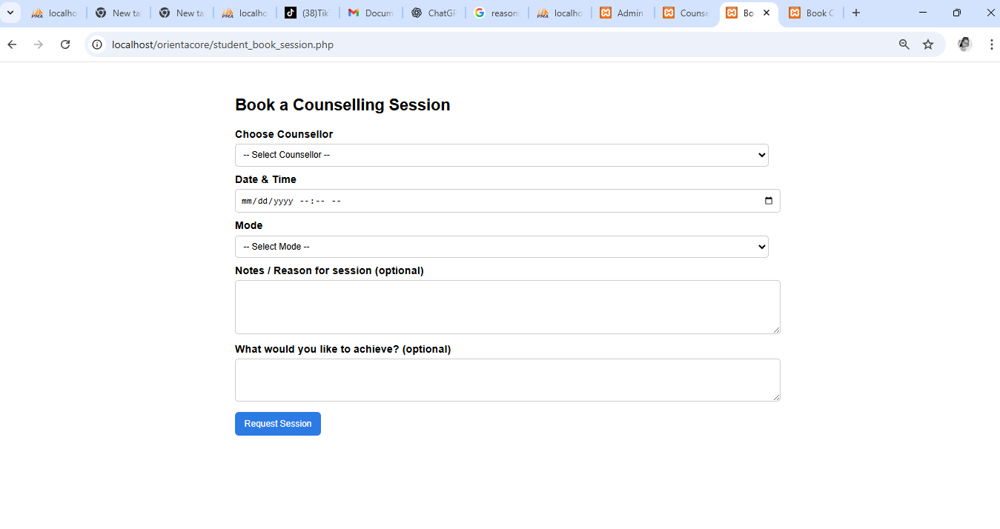 localho
New ta
New ta
localho
(38)Tik
Docum
ChatGP
reason
localho
Admin
Counse
Bo
Book C
localhost/orientacore/student_book_session.php
Book a Counselling Session
Choose Counsellor
-- Select Counsellor --
Date & Time
mm/dd/yyyy --:-- --
Mode
-- Select Mode --
Notes / Reason for session (optional)
What would you like to achieve? (optional)
Request Session